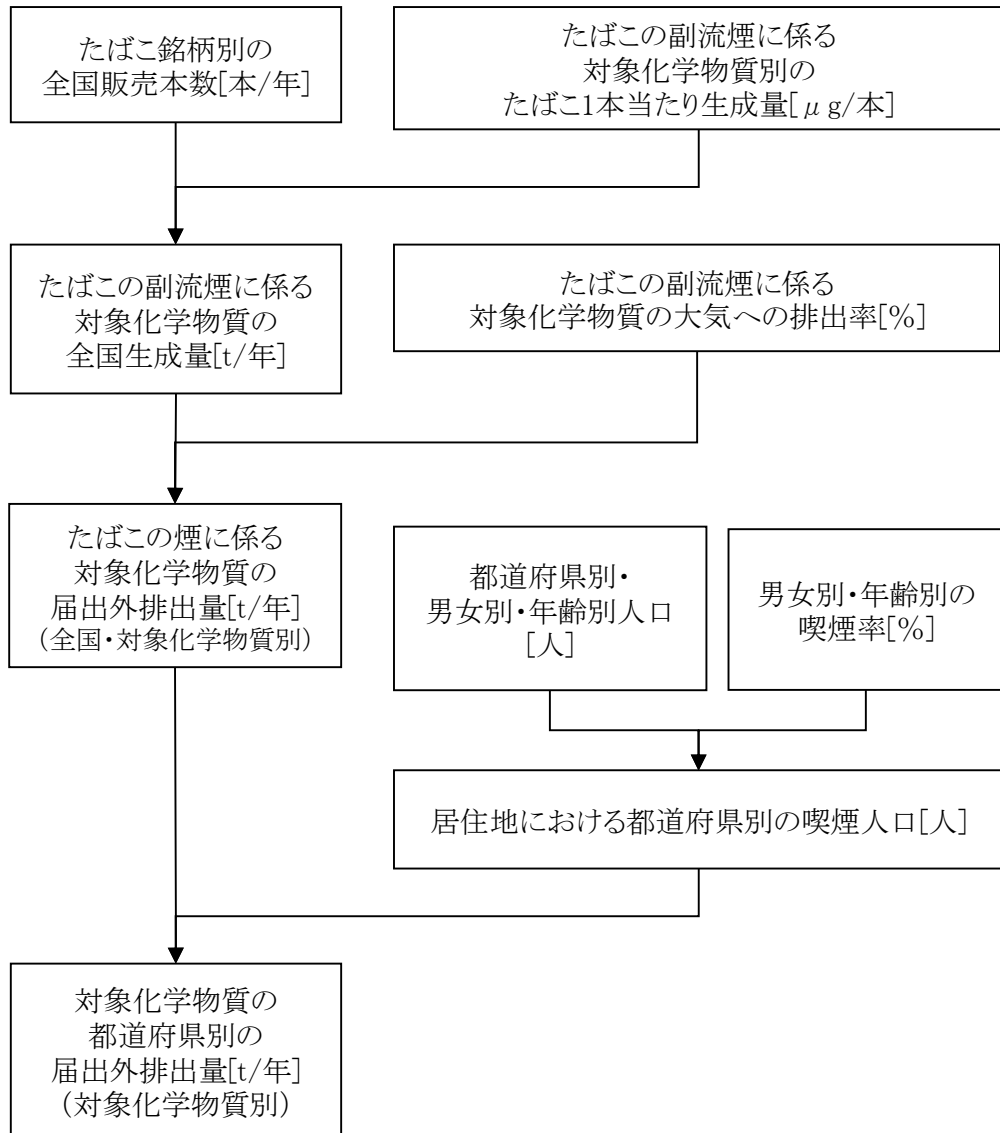 たばこ銘柄別の
全国販売本数[本/年]
たばこの副流煙に係る
対象化学物質別の
たばこ1本当たり生成量[μg/本]
たばこの副流煙に係る
対象化学物質の
全国生成量[t/年]
たばこの副流煙に係る
対象化学物質の大気への排出率[%]
たばこの煙に係る
対象化学物質の
届出外排出量[t/年]
(全国・対象化学物質別)
都道府県別・
男女別・年齢別人口
[人]
男女別・年齢別の
喫煙率[%]
居住地における都道府県別の喫煙人口[人]
対象化学物質の
都道府県別の
届出外排出量[t/年]
(対象化学物質別)